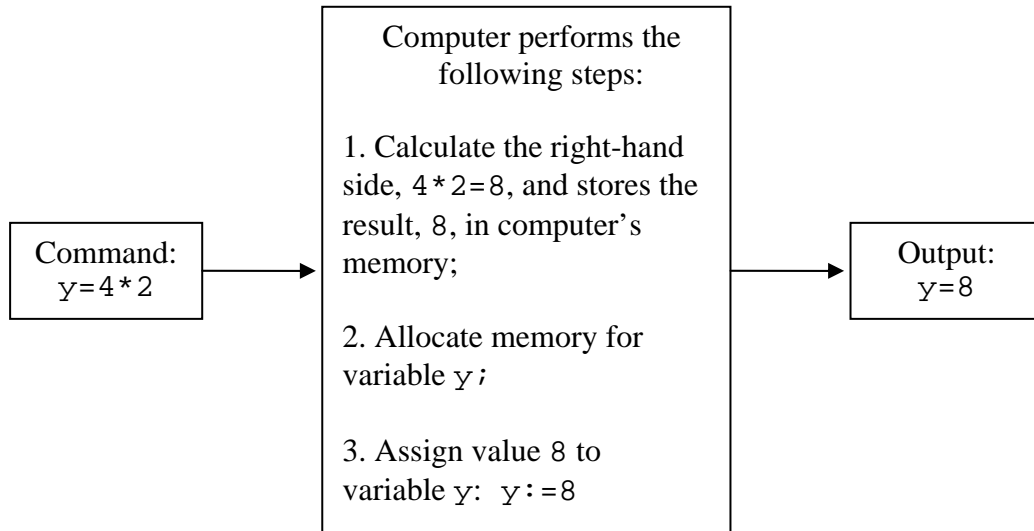 Command:
y=4*2
Computer performs the
following steps:
1. Calculate the right-hand
side, 4*2=8, and stores the
result, 8, in computer’s
memory;
2. Allocate memory for
variable y;
3. Assign value 8 to
variable y: y:=8
Output:
y=8